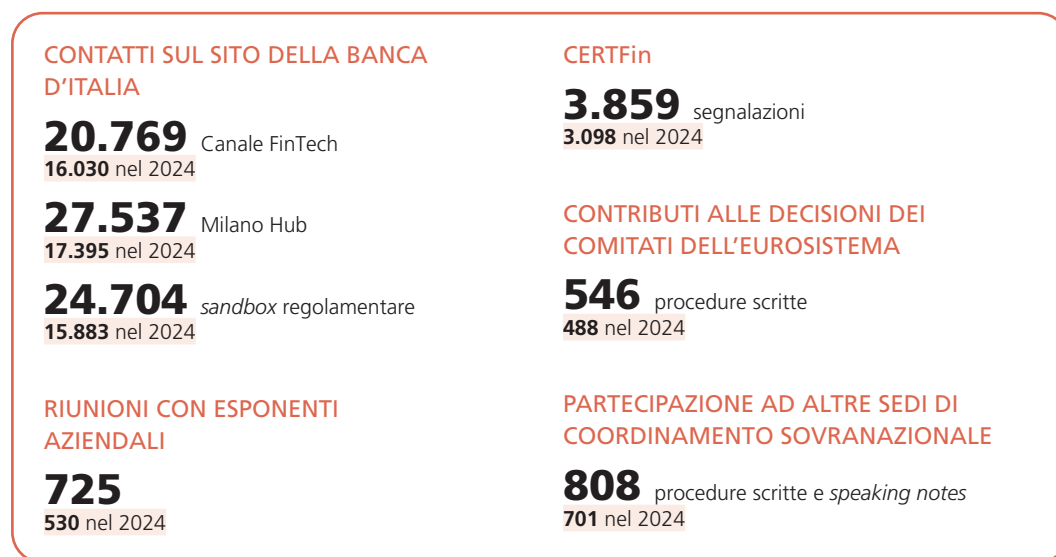 CONTATTI SUL SITO DELLA BANCA
D'ITALIA
20.769 Canale FinTech
16.030 nel 2024
27.537 Milano Hub
17.395 nel 2024
24.704 sandbox regolamentare
15.883 nel 2024
RIUNIONI CON ESPONENTI
AZIENDALI
725
530 nel 2024
CERTFin
3.859 segnalazioni
3.098 nel 2024
CONTRIBUTI ALLE DECISIONI DEI
COMITATI DELL'EUROSISTEMA
546 procedure scritte
488 nel 2024
PARTECIPAZIONE AD ALTRE SEDI DI
COORDINAMENTO SOVRANAZIONALE
808 procedure scritte e speaking notes
701 nel 2024